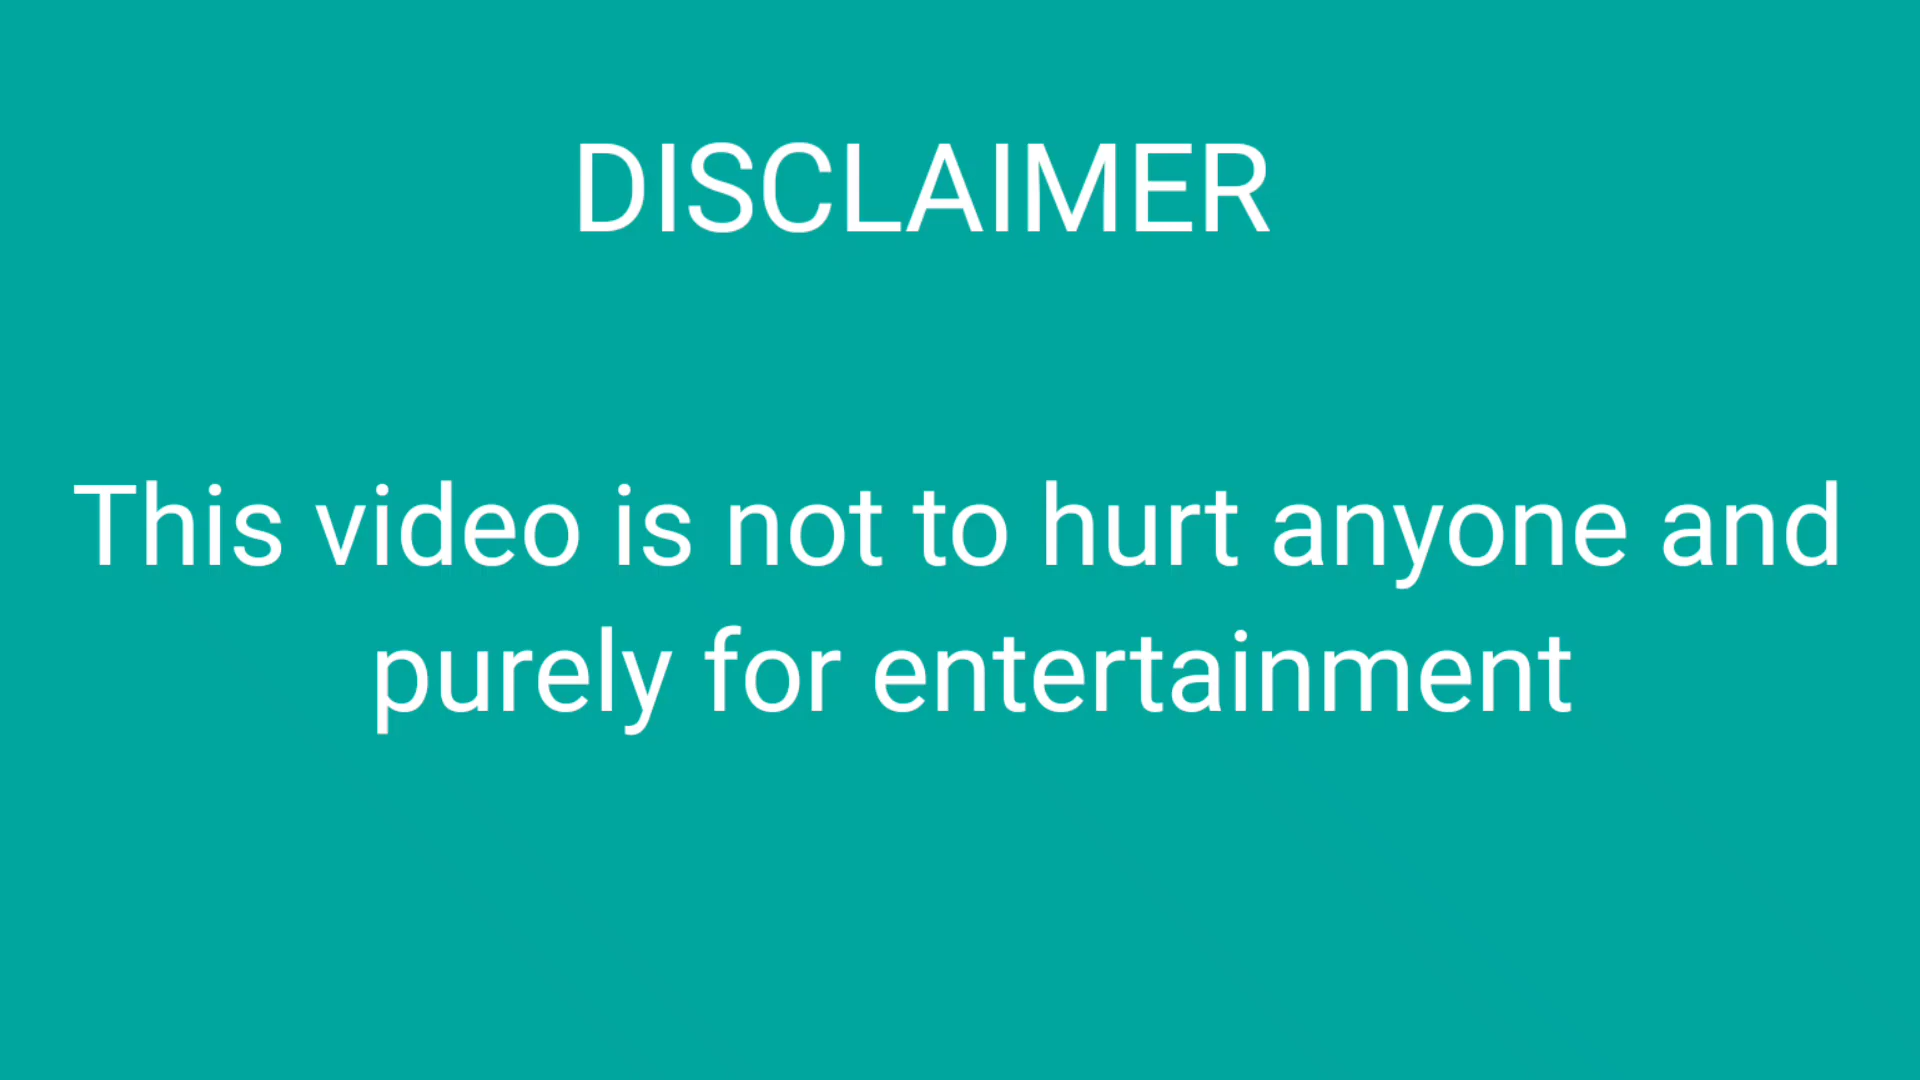 DISCLAIMER
This video is not to hurt anyone and
purely for entertainment